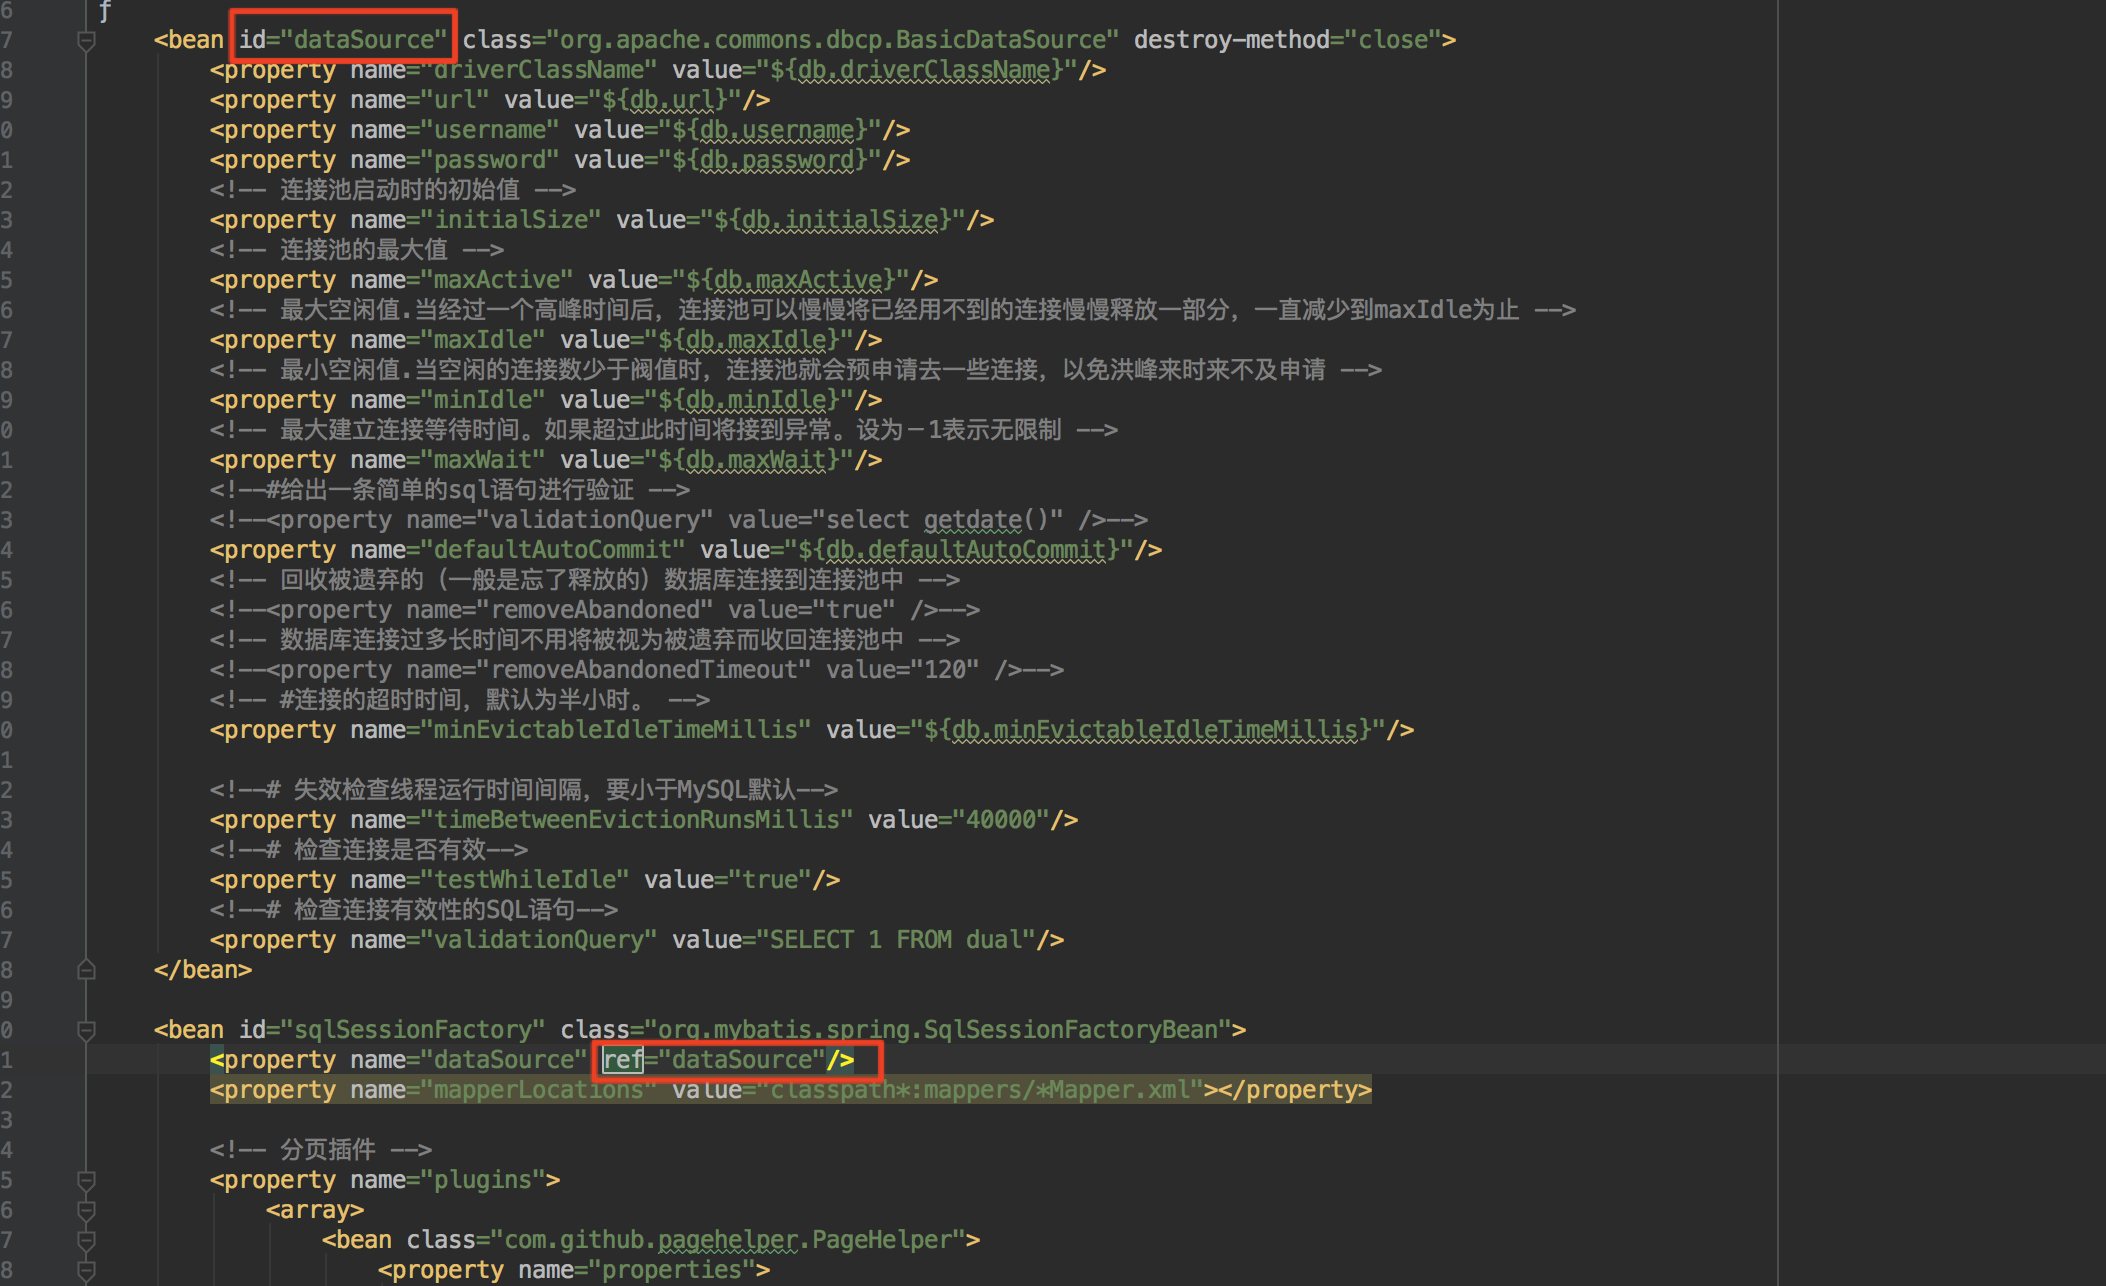 6 f
7 <bean id="dataSource" class="org.apache.commons.dbcp.BasicDataSource" destroy-method="close">
8 <property name="driverClassName" value="${db.driverClassName}"/>
9 <property name="url" value="${db.url}"/>
0 <property name="username" value="${db.username}"/>
1 <property name="password" value="${db.password}"/>
2 <!-- 连接池启动时的初始值 -->
3 <property name="initialSize" value="${db.initialSize}"/>
4 <!-- 连接池的最大值 -->
5 <property name="maxActive" value="${db.maxActive}"/>
6 <!-- 最大空闲值.当经过一个高峰时间后，连接池可以慢慢将已经用不到的连接慢慢释放一部分，一直减少到maxIdle为止 -->
7 <property name="maxIdle" value="${db.maxIdle}"/>
8 <!-- 最小空闲值.当空闲的连接数少于阀值时，连接池就会预申请去一些连接，以免洪峰来时来不及申请 -->
9 <property name="minIdle" value="${db.minIdle}"/>
0 <!-- 最大建立连接等待时间。如果超过此时间将接到异常。设为－1表示无限制 -->
1 <property name="maxWait" value="${db.maxWait}"/>
2 <!--#给出一条简单的sql语句进行验证 -->
3 <!--<property name="validationQuery" value="select getdate()" />-->
4 <property name="defaultAutoCommit" value="${db.defaultAutoCommit}"/>
5 <!-- 回收被遗弃的（一般是忘了释放的）数据库连接到连接池中 -->
6 <!--<property name="removeAbandoned" value="true" />-->
7 <!-- 数据库连接过多长时间不用将被视为被遗弃而收回连接池中 -->
8 <!--<property name="removeAbandonedTimeout" value="120" />-->
9 <!-- #连接的超时时间，默认为半小时。 -->
0 <property name="minEvictableIdleTimeMillis" value="${db.minEvictableIdleTimeMillis}"/>
1
2 <!--# 失效检查线程运行时间间隔，要小于MySQL默认-->
3 <property name="timeBetweenEvictionRunsMillis" value="40000"/>
4 <!--# 检查连接是否有效-->
5 <property name="testWhileIdle" value="true"/>
6 <!--# 检查连接有效性的SQL语句-->
7 <property name="validationQuery" value="SELECT 1 FROM dual"/>
8 </bean>
9
0 <bean id="sqlSessionFactory" class="org.mybatis.spring.SqlSessionFactoryBean">
1 <property name="dataSource" ref="dataSource"/>
2 <property name="mapperLocations" value="classpath*:mappers/*Mapper.xml"></property>
3
4 <!-- 分页插件 -->
5 <property name="plugins">
6 <array>
7 <bean class="com.github.pagehelper.PageHelper">
8 <property name="properties">